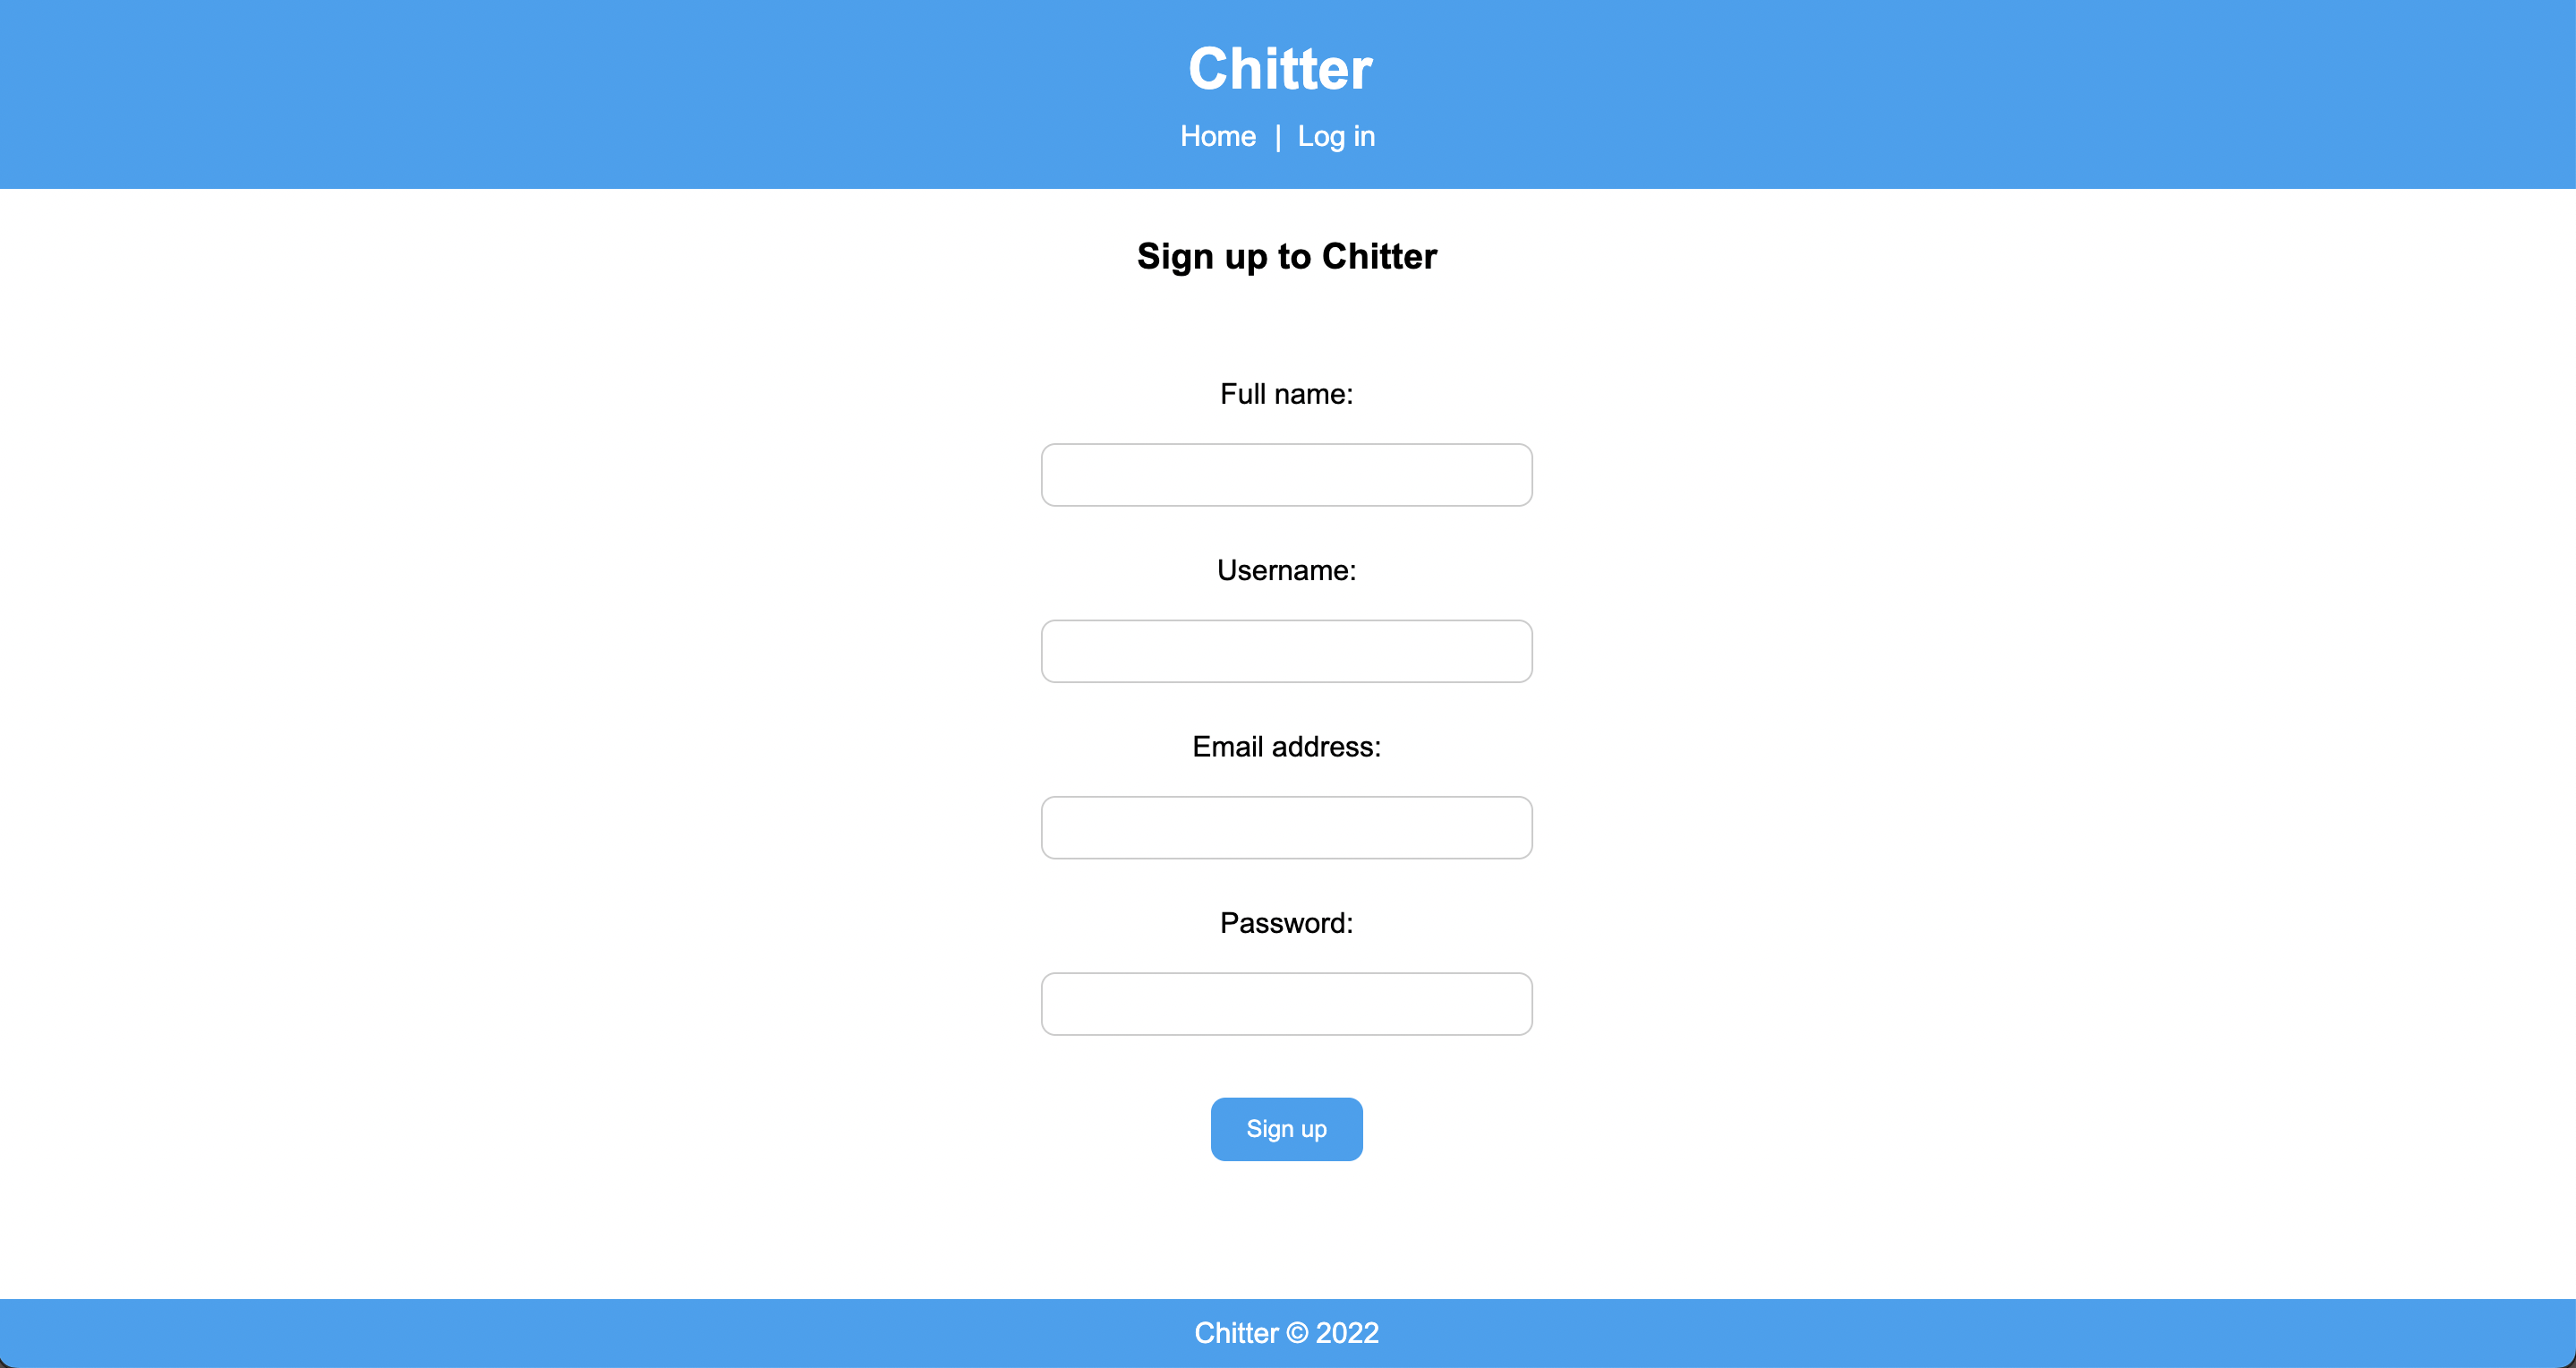 Chitter
Home | Log in
Sign up to Chitter
Full name:
Username:
Email address:
Password:
Sign up
Chitter © 2022